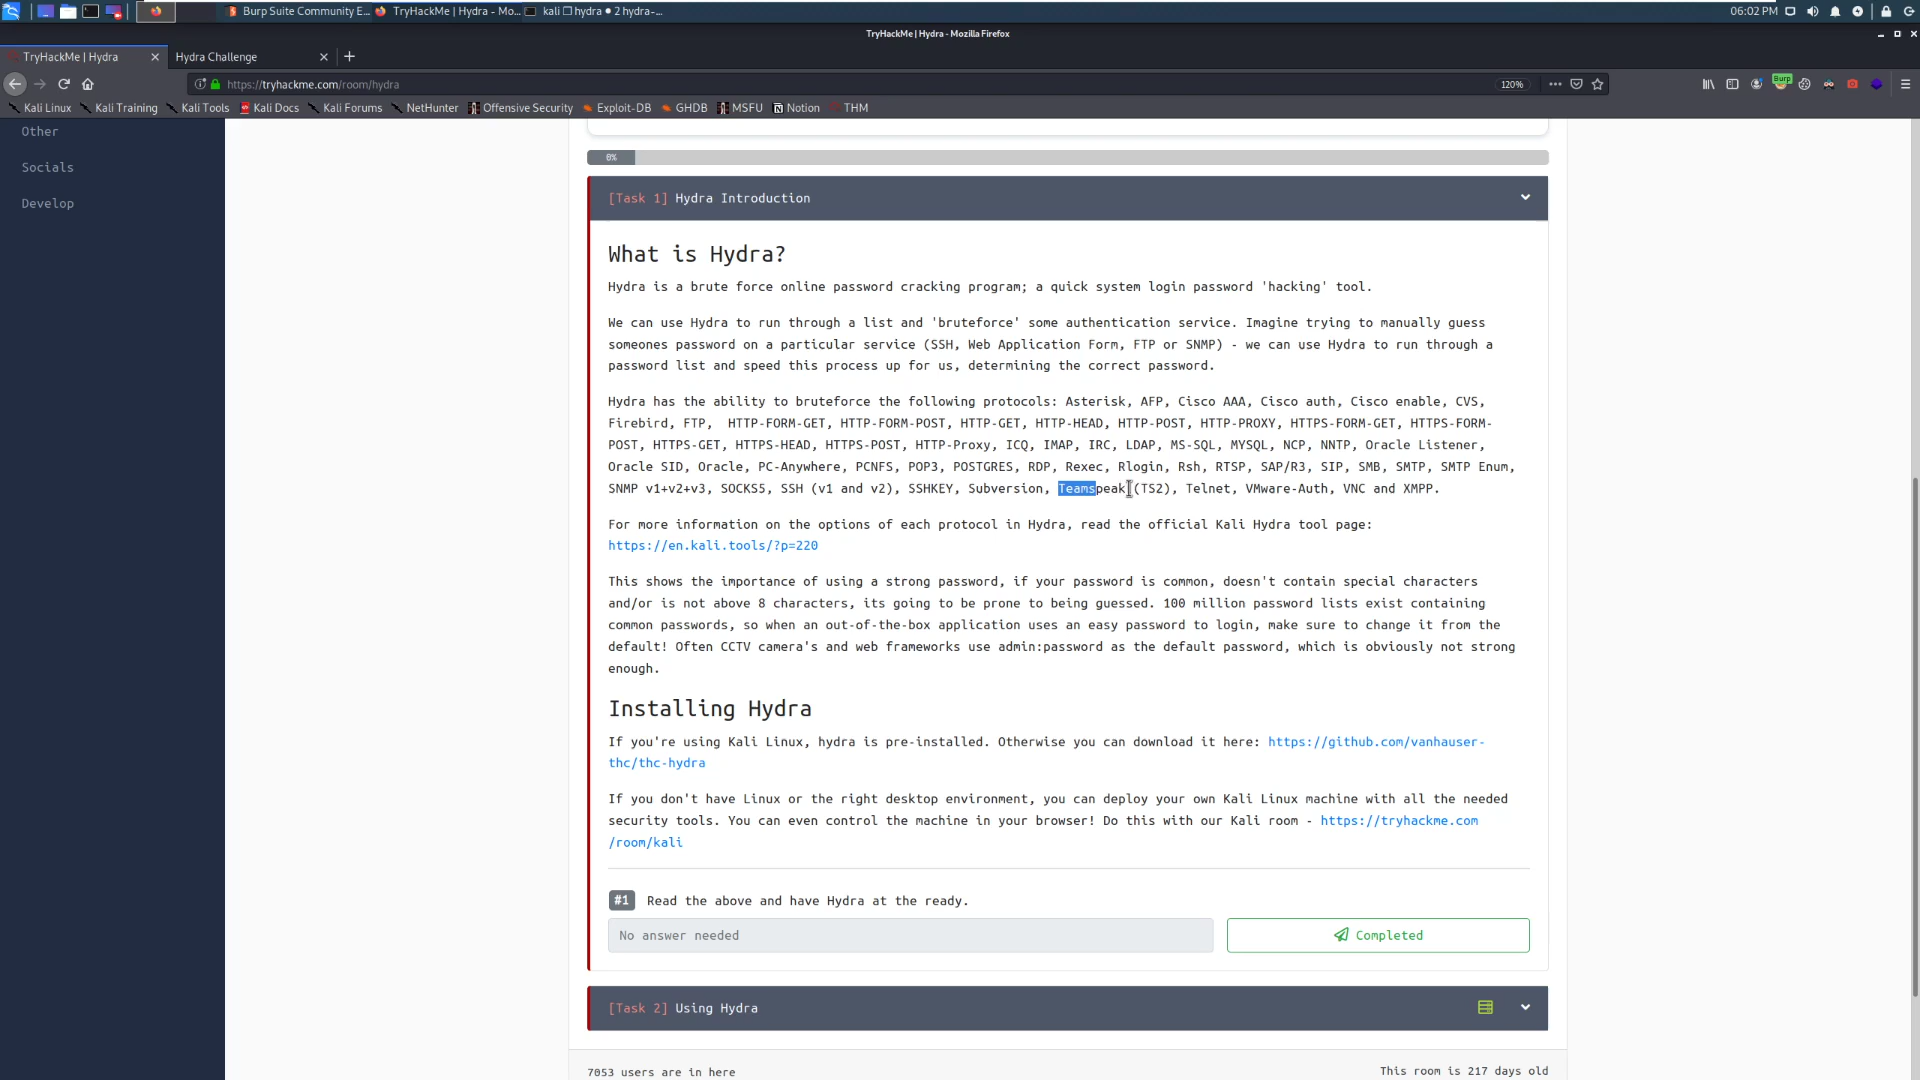 Burp Suite Community E...
TryHackMe | Hydra - Mo...
kali ❐ hydra ● 2 hydra-...
06:02 PM
TryHackMe | Hydra - Mozilla Firefox
TryHackMe | Hydra
Hydra Challenge
https://tryhackme.com/room/hydra
120%
Burp
Kali Linux
Kali Training
Kali Tools
Kali Docs
Kali Forums
NetHunter
Offensive Security
Exploit-DB
GHDB
MSFU
Notion
THM
Other
Socials
Develop
0%
[Task 1] Hydra Introduction
What is Hydra?
Hydra is a brute force online password cracking program; a quick system login password 'hacking' tool.
We can use Hydra to run through a list and 'bruteforce' some authentication service. Imagine trying to manually guess
someones password on a particular service (SSH, Web Application Form, FTP or SNMP) - we can use Hydra to run through a
password list and speed this process up for us, determining the correct password.
Hydra has the ability to bruteforce the following protocols: Asterisk, AFP, Cisco AAA, Cisco auth, Cisco enable, CVS,
Firebird, FTP,  HTTP-FORM-GET, HTTP-FORM-POST, HTTP-GET, HTTP-HEAD, HTTP-POST, HTTP-PROXY, HTTPS-FORM-GET, HTTPS-FORM-
POST, HTTPS-GET, HTTPS-HEAD, HTTPS-POST, HTTP-Proxy, ICQ, IMAP, IRC, LDAP, MS-SQL, MYSQL, NCP, NNTP, Oracle Listener,
Oracle SID, Oracle, PC-Anywhere, PCNFS, POP3, POSTGRES, RDP, Rexec, Rlogin, Rsh, RTSP, SAP/R3, SIP, SMB, SMTP, SMTP Enum,
SNMP v1+v2+v3, SOCKS5, SSH (v1 and v2), SSHKEY, Subversion, Teamspeak (TS2), Telnet, VMware-Auth, VNC and XMPP.
For more information on the options of each protocol in Hydra, read the official Kali Hydra tool page:
https://en.kali.tools/?p=220
This shows the importance of using a strong password, if your password is common, doesn't contain special characters
and/or is not above 8 characters, its going to be prone to being guessed. 100 million password lists exist containing
common passwords, so when an out-of-the-box application uses an easy password to login, make sure to change it from the
default! Often CCTV camera's and web frameworks use admin:password as the default password, which is obviously not strong
enough.
Installing Hydra
If you're using Kali Linux, hydra is pre-installed. Otherwise you can download it here: https://github.com/vanhauser-
thc/thc-hydra
If you don't have Linux or the right desktop environment, you can deploy your own Kali Linux machine with all the needed
security tools. You can even control the machine in your browser! Do this with our Kali room - https://tryhackme.com
/room/kali
#1 Read the above and have Hydra at the ready.
No answer needed
Completed
[Task 2] Using Hydra
7053 users are in here
This room is 217 days old